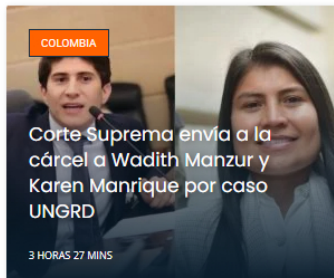 COLOMBIA
Corte Suprema envía a la
cárcel a Wadith Manzur y
Karen Manrique por caso
UNGRD
3 HORAS 27 MINS